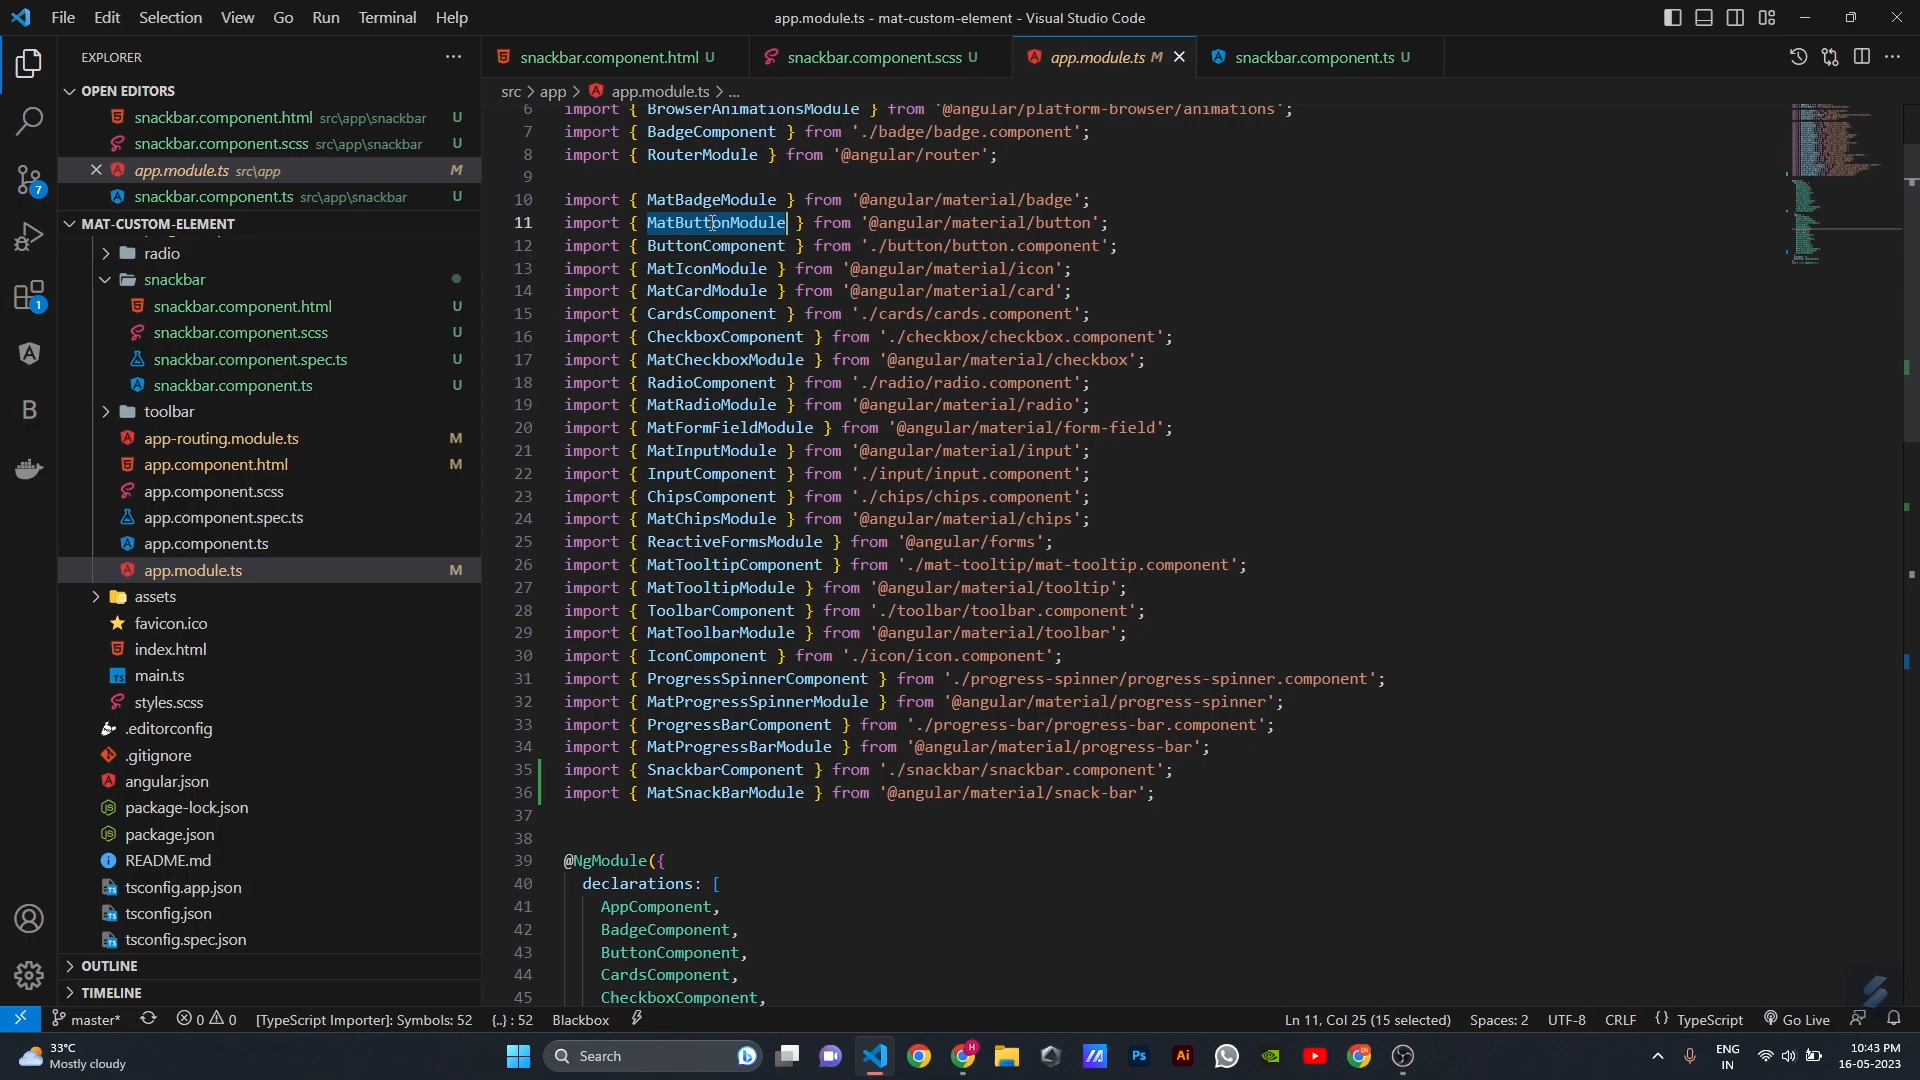 File Edit Selection View Go Run Terminal Help
app.module.ts - mat-custom-element - Visual Studio Code
EXPLORER
OPEN EDITORS
snackbar.component.html src\app\snackbar U
snackbar.component.scss src\app\snackbar U
app.module.ts src\app M
snackbar.component.ts src\app\snackbar U
MAT-CUSTOM-ELEMENT
radio
snackbar
snackbar.component.html U
snackbar.component.scss U
snackbar.component.spec.ts U
snackbar.component.ts U
toolbar
app-routing.module.ts M
app.component.html M
app.component.scss
app.component.spec.ts
app.component.ts
app.module.ts M
assets
favicon.ico
index.html
main.ts
styles.scss
.editorconfig
.gitignore
angular.json
package-lock.json
package.json
README.md
tsconfig.app.json
tsconfig.json
tsconfig.spec.json
OUTLINE
TIMELINE
7
1
B
snackbar.component.html U
snackbar.component.scss U
app.module.ts M
snackbar.component.ts U
src > app > app.module.ts > ...
6 import { BrowserAnimationsModule } from '@angular/platform-browser/animations';
7 import { BadgeComponent } from './badge/badge.component';
8 import { RouterModule } from '@angular/router';
9
10 import { MatBadgeModule } from '@angular/material/badge';
11 import { MatButtonModule } from '@angular/material/button';
12 import { ButtonComponent } from './button/button.component';
13 import { MatIconModule } from '@angular/material/icon';
14 import { MatCardModule } from '@angular/material/card';
15 import { CardsComponent } from './cards/cards.component';
16 import { CheckboxComponent } from './checkbox/checkbox.component';
17 import { MatCheckboxModule } from '@angular/material/checkbox';
18 import { RadioComponent } from './radio/radio.component';
19 import { MatRadioModule } from '@angular/material/radio';
20 import { MatFormFieldModule } from '@angular/material/form-field';
21 import { MatInputModule } from '@angular/material/input';
22 import { InputComponent } from './input/input.component';
23 import { ChipsComponent } from './chips/chips.component';
24 import { MatChipsModule } from '@angular/material/chips';
25 import { ReactiveFormsModule } from '@angular/forms';
26 import { MatTooltipComponent } from './mat-tooltip/mat-tooltip.component';
27 import { MatTooltipModule } from '@angular/material/tooltip';
28 import { ToolbarComponent } from './toolbar/toolbar.component';
29 import { MatToolbarModule } from '@angular/material/toolbar';
30 import { IconComponent } from './icon/icon.component';
31 import { ProgressSpinnerComponent } from './progress-spinner/progress-spinner.component';
32 import { MatProgressSpinnerModule } from '@angular/material/progress-spinner';
33 import { ProgressBarComponent } from './progress-bar/progress-bar.component';
34 import { MatProgressBarModule } from '@angular/material/progress-bar';
35 import { SnackbarComponent } from './snackbar/snackbar.component';
36 import { MatSnackBarModule } from '@angular/material/snack-bar';
37
38
39 @NgModule({
40 declarations: [
41 AppComponent,
42 BadgeComponent,
43 ButtonComponent,
44 CardsComponent,
45 CheckboxComponent,
master* 0 0 [TypeScript Importer]: Symbols: 52 {..} : 52 Blackbox Ln 11, Col 25 (15 selected) Spaces: 2 UTF-8 CRLF { } TypeScript Go Live
33°C
Mostly cloudy
Search
H
Ps
Ai
ENG
IN
10:43 PM
16-05-2023